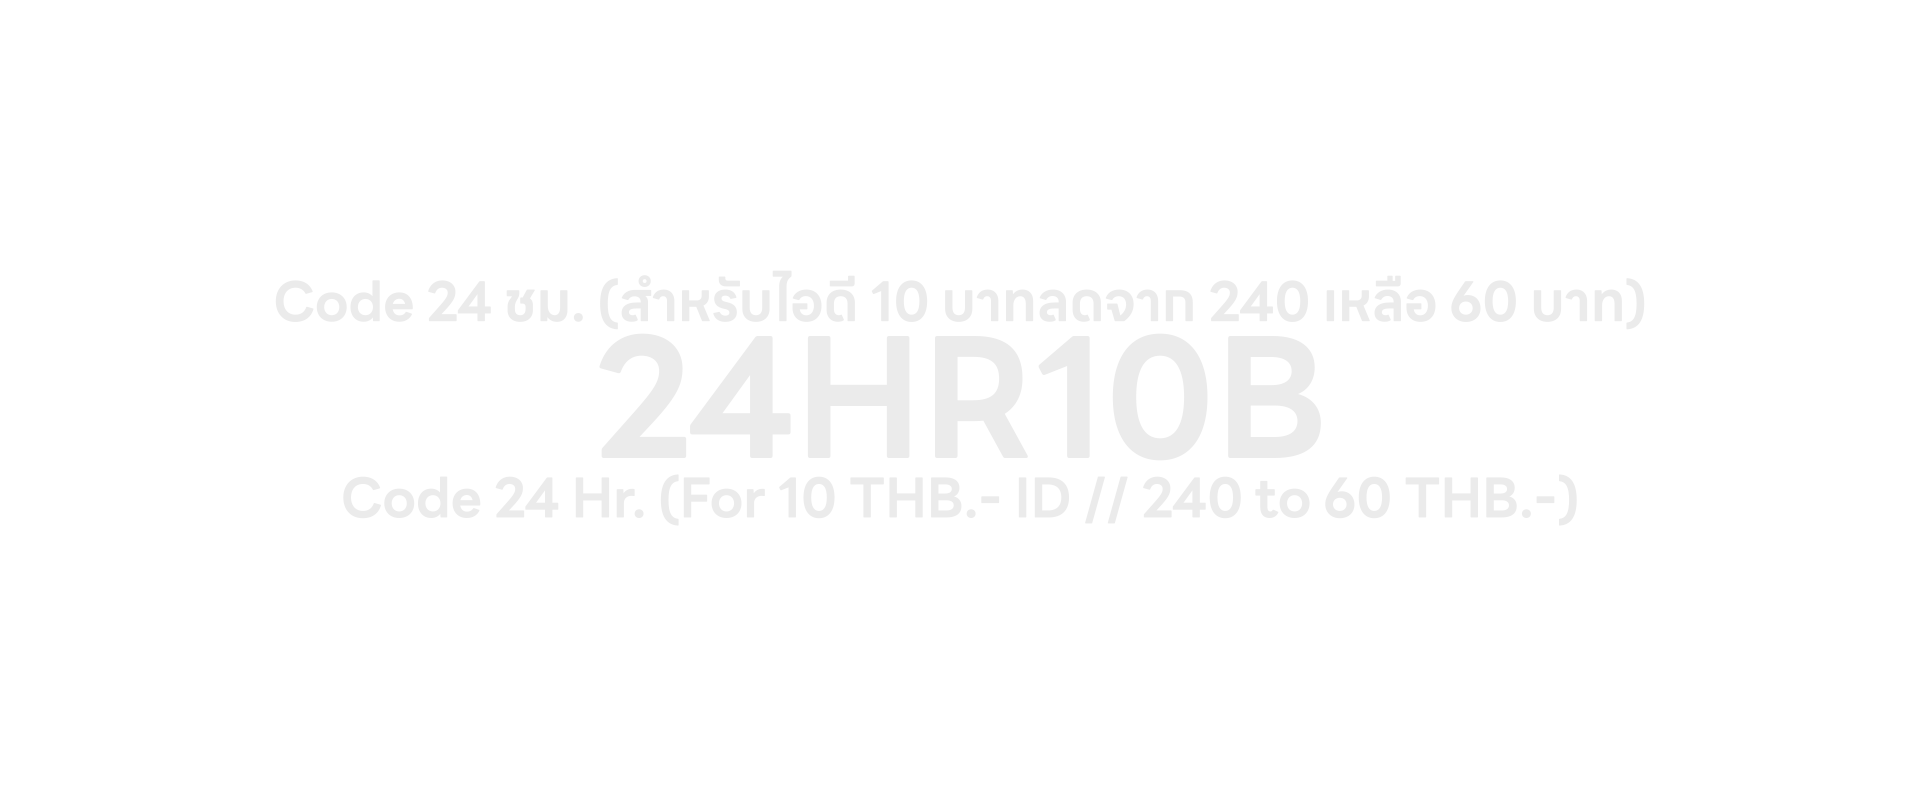 Code 24 ชม. (สำหรับไอดี 10 บาทลดจาก 240 เหลือ 60 บาท)
24HR10B
Code 24 Hr. (For 10 THB.- ID // 240 to 60 THB.-)